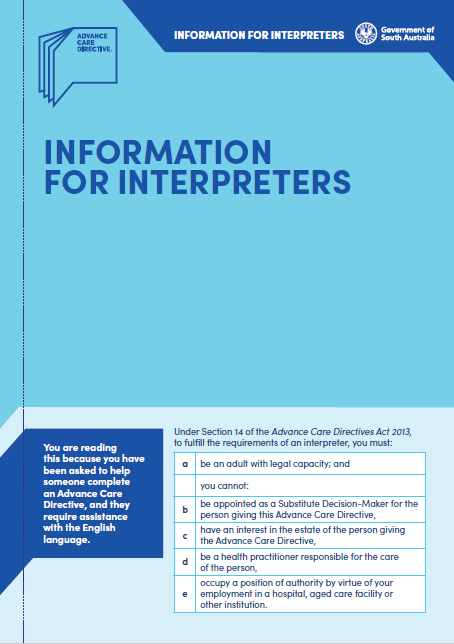 INFORMATION FOR INTERPRETERS
Government of
South Australia
ADVANCE
CARE
DIRECTIVE.
INFORMATION
FOR INTERPRETERS
You are reading
this because you have
been asked to help
someone complete
an Advance Care
Directive, and they
require assistance
with the English
language.
Under Section 14 of the Advance Care Directives Act 2013,
to fulfill the requirements of an interpreter, you must:
a be an adult with legal capacity; and
you cannot:
b be appointed as a Substitute Decision-Maker for the
person giving this Advance Care Directive,
c have an interest in the estate of the person giving
the Advance Care Directive,
d be a health practitioner responsible for the care
of the person,
e occupy a position of authority by virtue of your
employment in a hospital, aged care facility or
other institution.